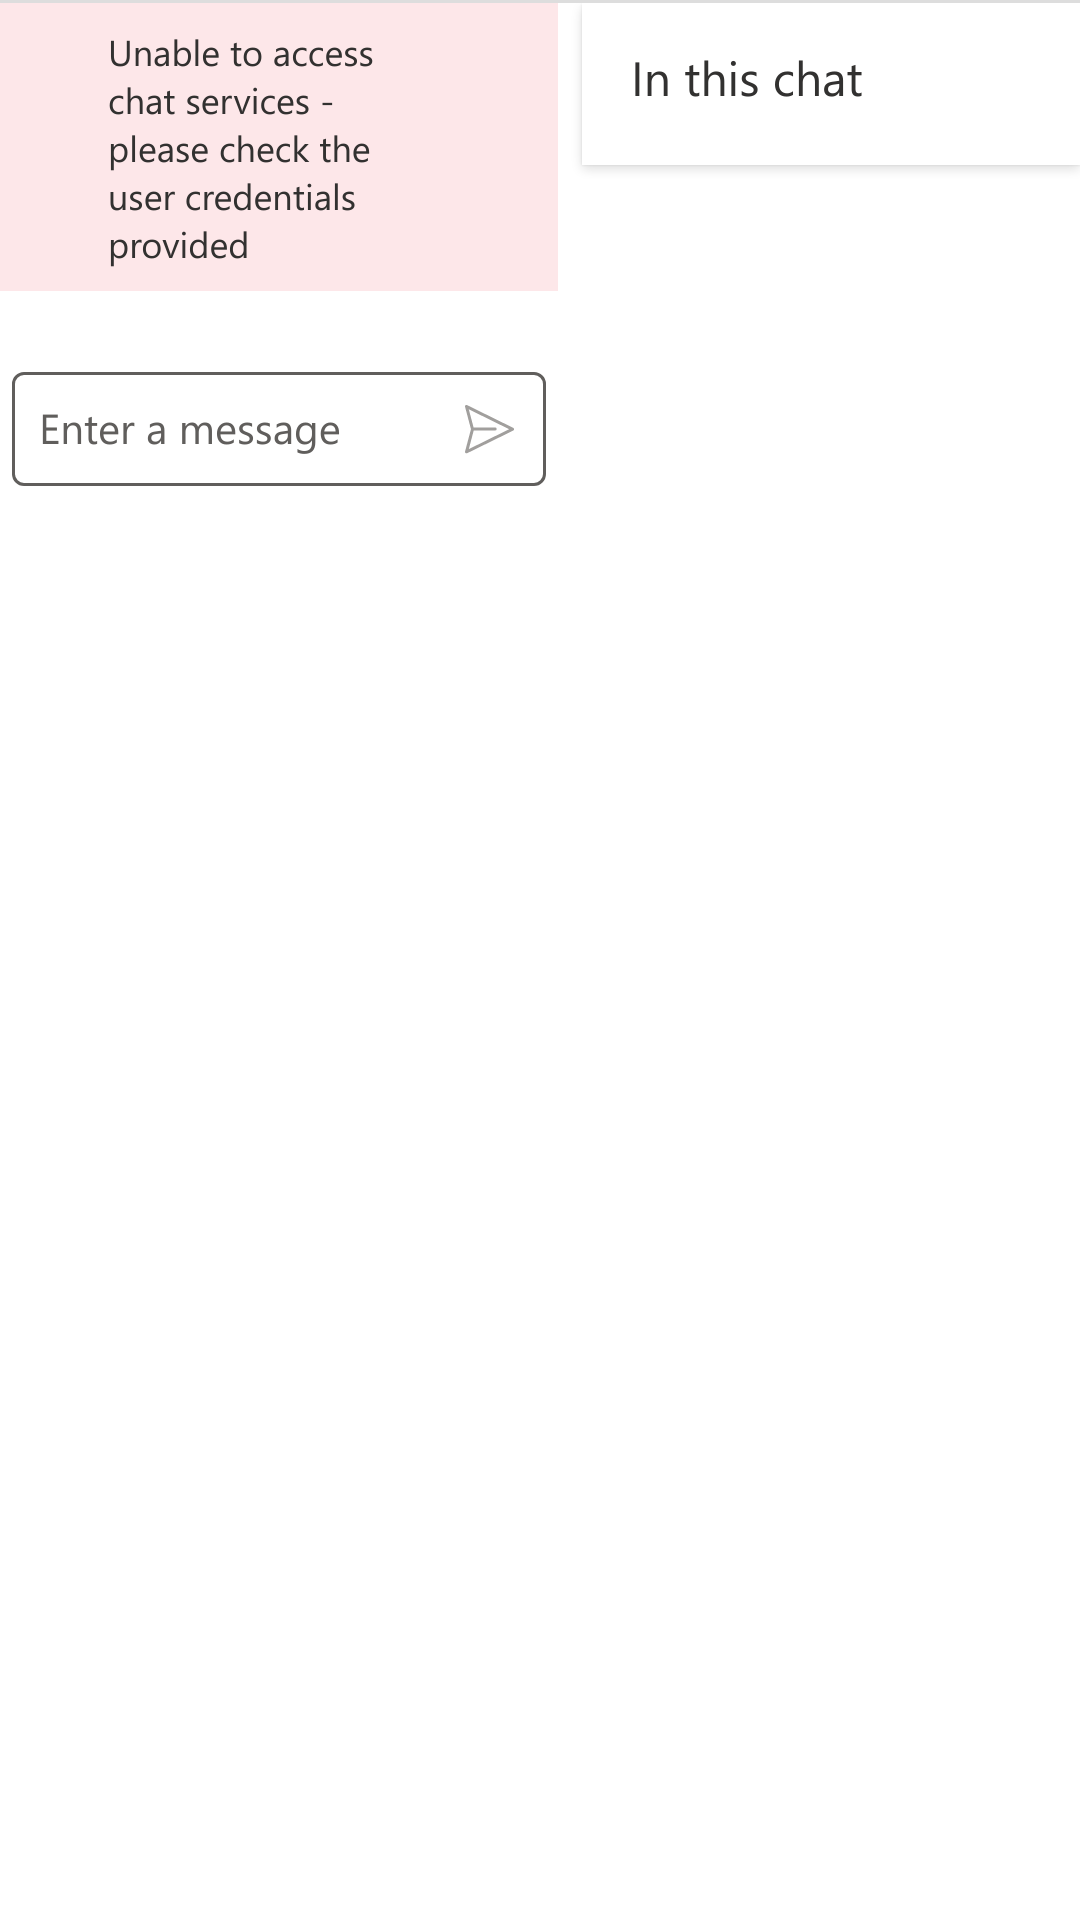 Unable to access
chat services -
please check the
user credentials
provided
Enter a message
In this chat